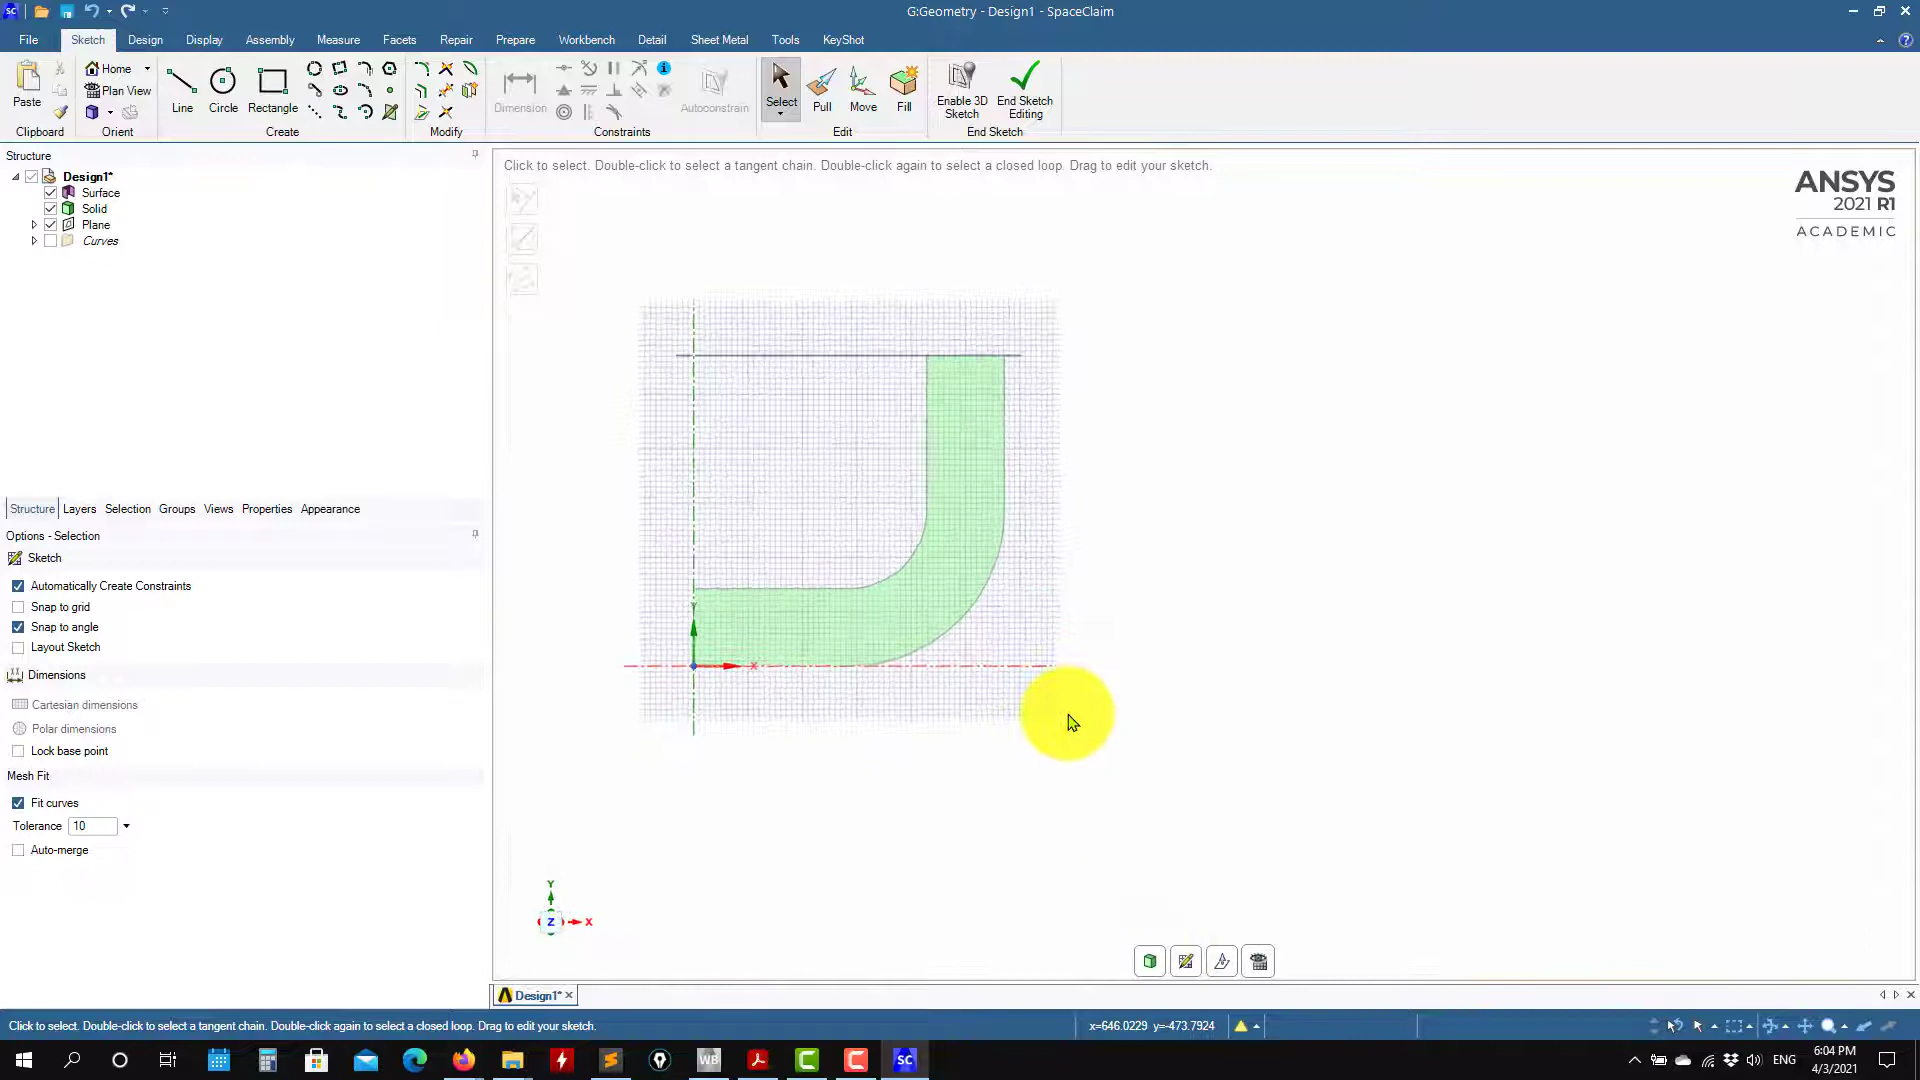 G:Geometry - Design1 - SpaceClaim
File Sketch Design Display Assembly Measure Facets Repair Prepare Workbench Detail Sheet Metal Tools KeyShot
Paste Home Plan View Line Circle Rectangle Dimension Autoconstrain Select Pull Move Fill Enable 3D Sketch End Sketch Editing
Clipboard Orient Create Modify Constraints Edit End Sketch
Structure
Click to select. Double-click to select a tangent chain. Double-click again to select a closed loop. Drag to edit your sketch.
Design1*
Surface
Solid
Plane
Curves
ANSYS
2021 R1
ACADEMIC
Structure Layers Selection Groups Views Properties Appearance
Options - Selection
Sketch
Automatically Create Constraints
Snap to grid
Snap to angle
Layout Sketch
Dimensions
Cartesian dimensions
Polar dimensions
Lock base point
Mesh Fit
Fit curves
Tolerance 10
Auto-merge
Y
X
Y
Z X
Design1*
Click to select. Double-click to select a tangent chain. Double-click again to select a closed loop. Drag to edit your sketch.
x=646.0229 y=-473.7924
WB SC ENG 6:04 PM
4/3/2021